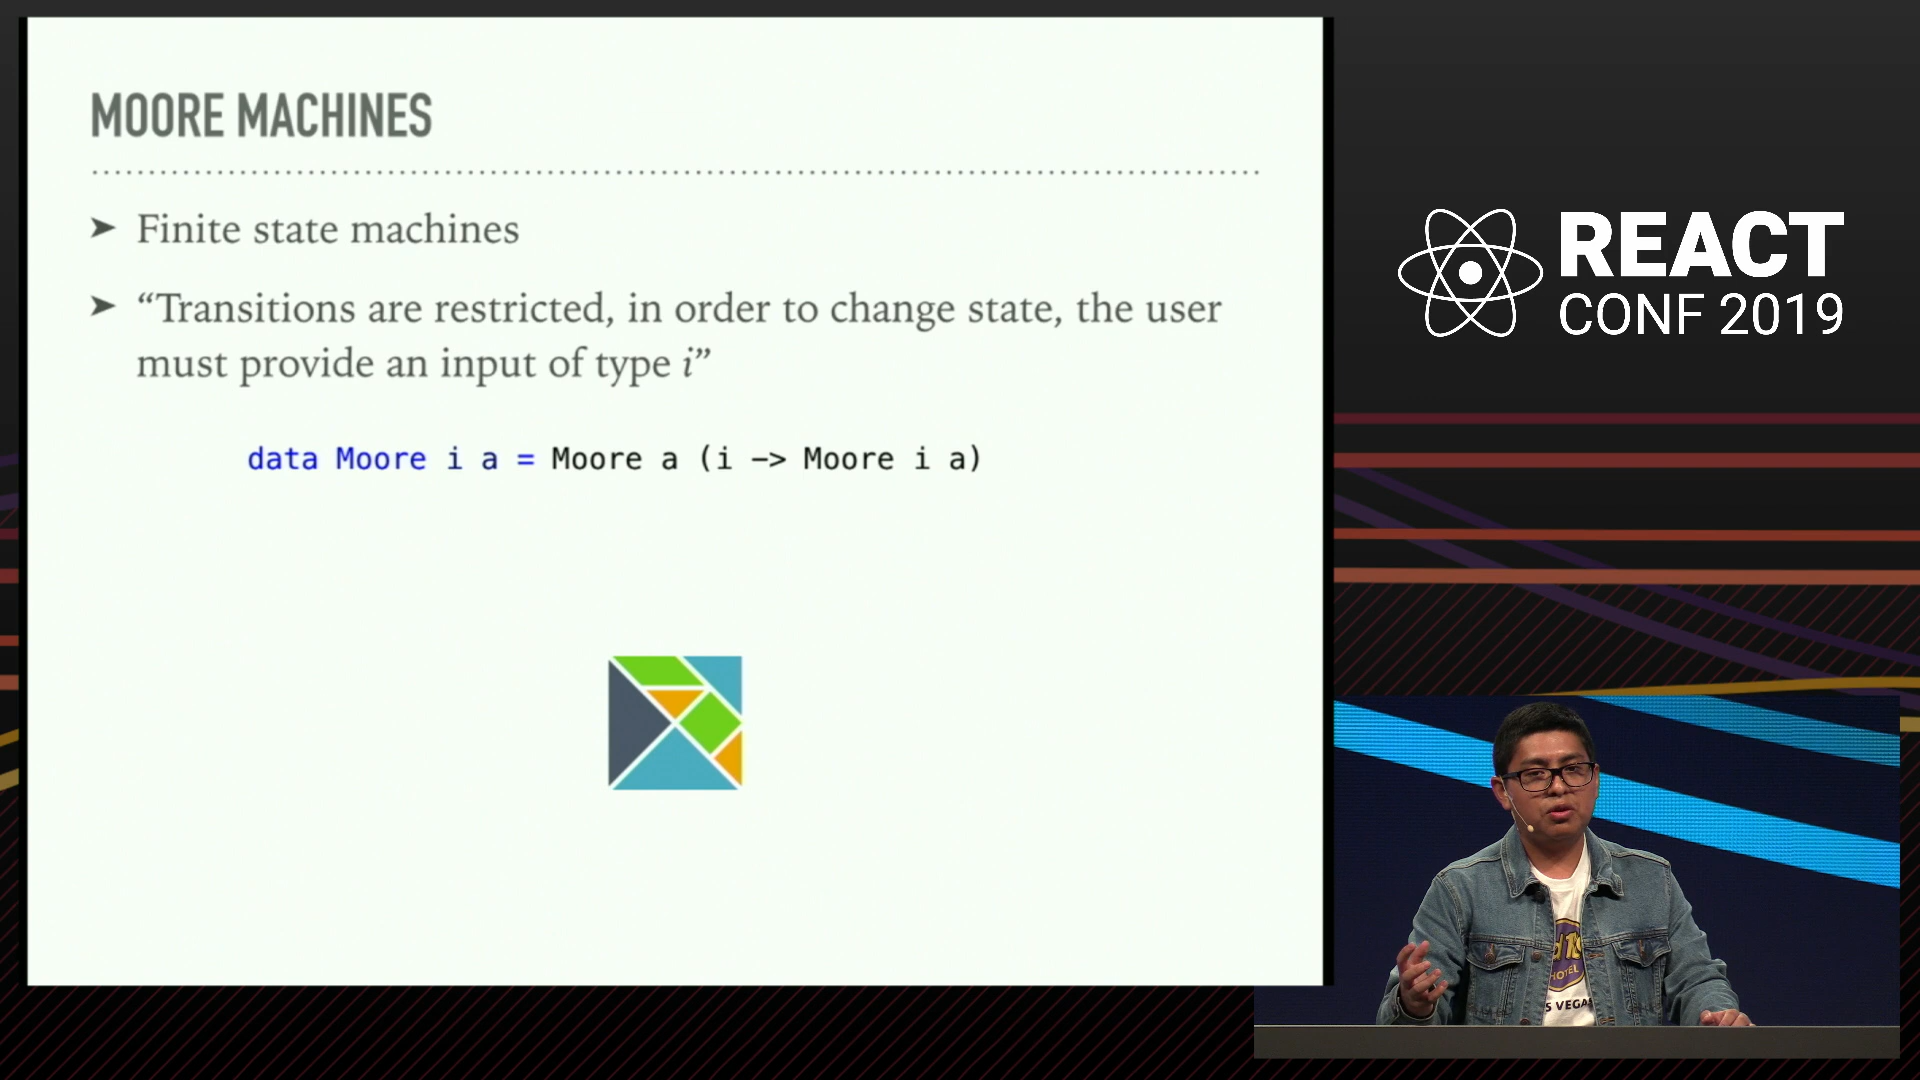 MOORE MACHINES
➤ Finite state machines
➤ “Transitions are restricted, in order to change state, the user
must provide an input of type i”
data Moore i a = Moore a (i -> Moore i a)
REACT
CONF 2019
HOTEL